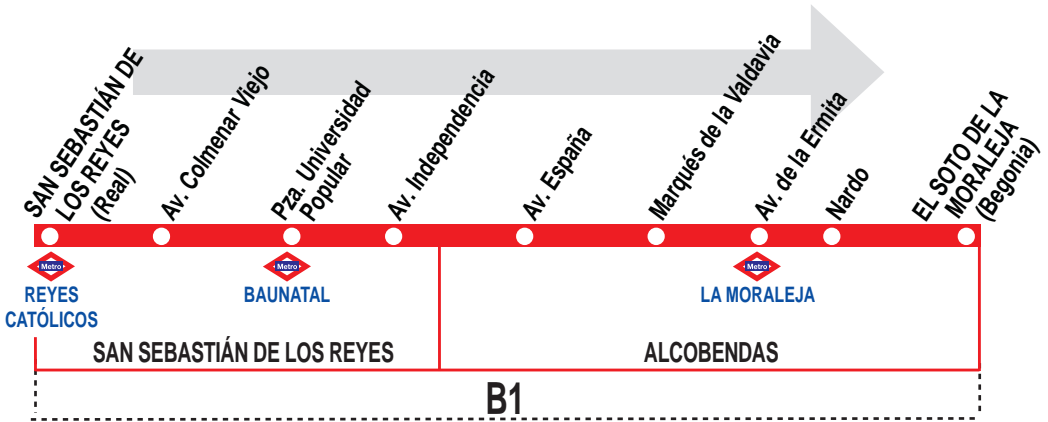 SAN SEBASTIÁN DE
LOS REYES
(Real)
Av. Colmenar Viejo
Pza. Universidad
Popular
Av. Independencia
Av. España
Marqués de la Valdavia
Av. de la Ermita
Nardo
EL SOTO DE LA
MORALEJA
(Begonia)
Metro
REYES
CATÓLICOS
Metro
BAUNATAL
Metro
LA MORALEJA
SAN SEBASTIÁN DE LOS REYES
ALCOBENDAS
B1